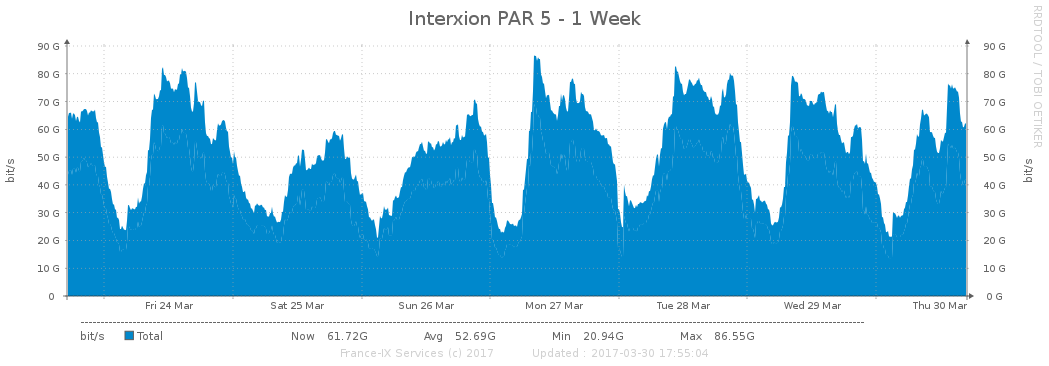 Interxion PAR 5 - 1 Week
RRDTOOL / TOBI OETIKER
bit/s
90 G 90 G
80 G 80 G
70 G 70 G
60 G 60 G
50 G 50 G
40 G 40 G
30 G 30 G
20 G 20 G
10 G 10 G
0 0 G
bit/s
Fri 24 Mar Sat 25 Mar Sun 26 Mar Mon 27 Mar Tue 28 Mar Wed 29 Mar Thu 30 Mar
bit/s Total Now 61.72G Avg 52.69G Min 20.94G Max 86.55G
France-IX Services (c) 2017 Updated : 2017-03-30 17:55:04